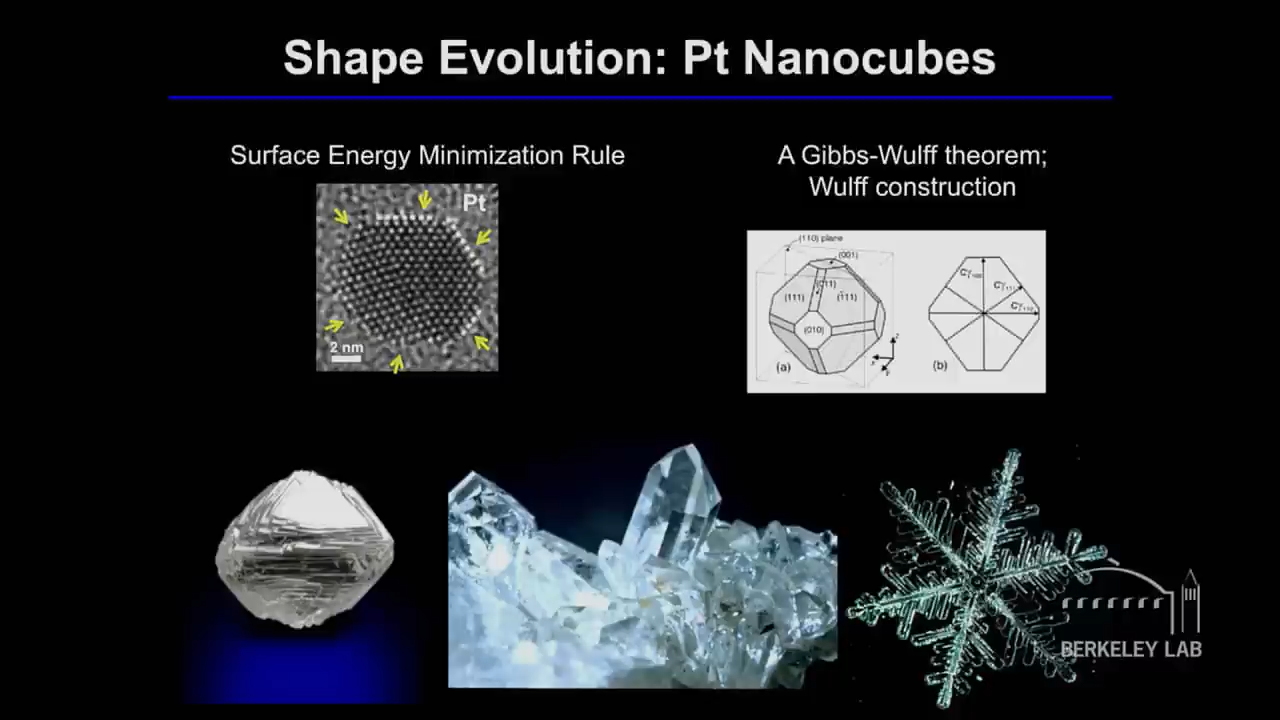 Shape Evolution: Pt Nanocubes
Surface Energy Minimization Rule
A Gibbs-Wulff theorem;
Wulff construction
Pt
2 nm
(110) plane
(001)
(111)
(010)
(a)
(b)
BERKELEY LAB